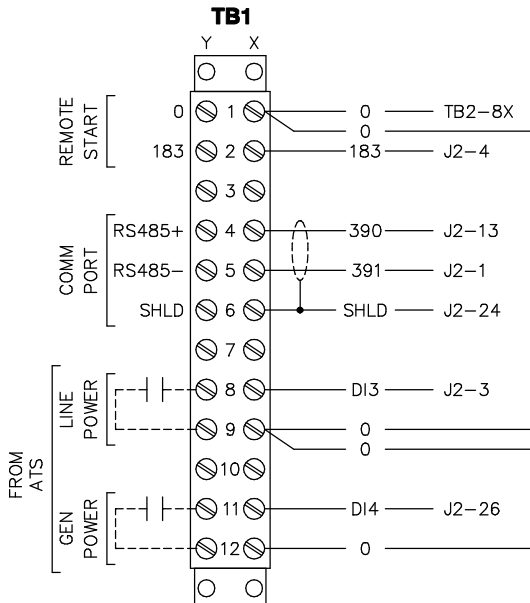 TB1
Y X
REMOTE START
0 1 0 TB2-8X
0
183 2 183 J2-4
3
COMM PORT
RS485+ 4 390 J2-13
RS485- 5 391 J2-1
SHLD 6 SHLD J2-24
7
FROM ATS
LINE POWER
8 DI3 J2-3
9 0
0
10
GEN POWER
11 DI4 J2-26
12 0